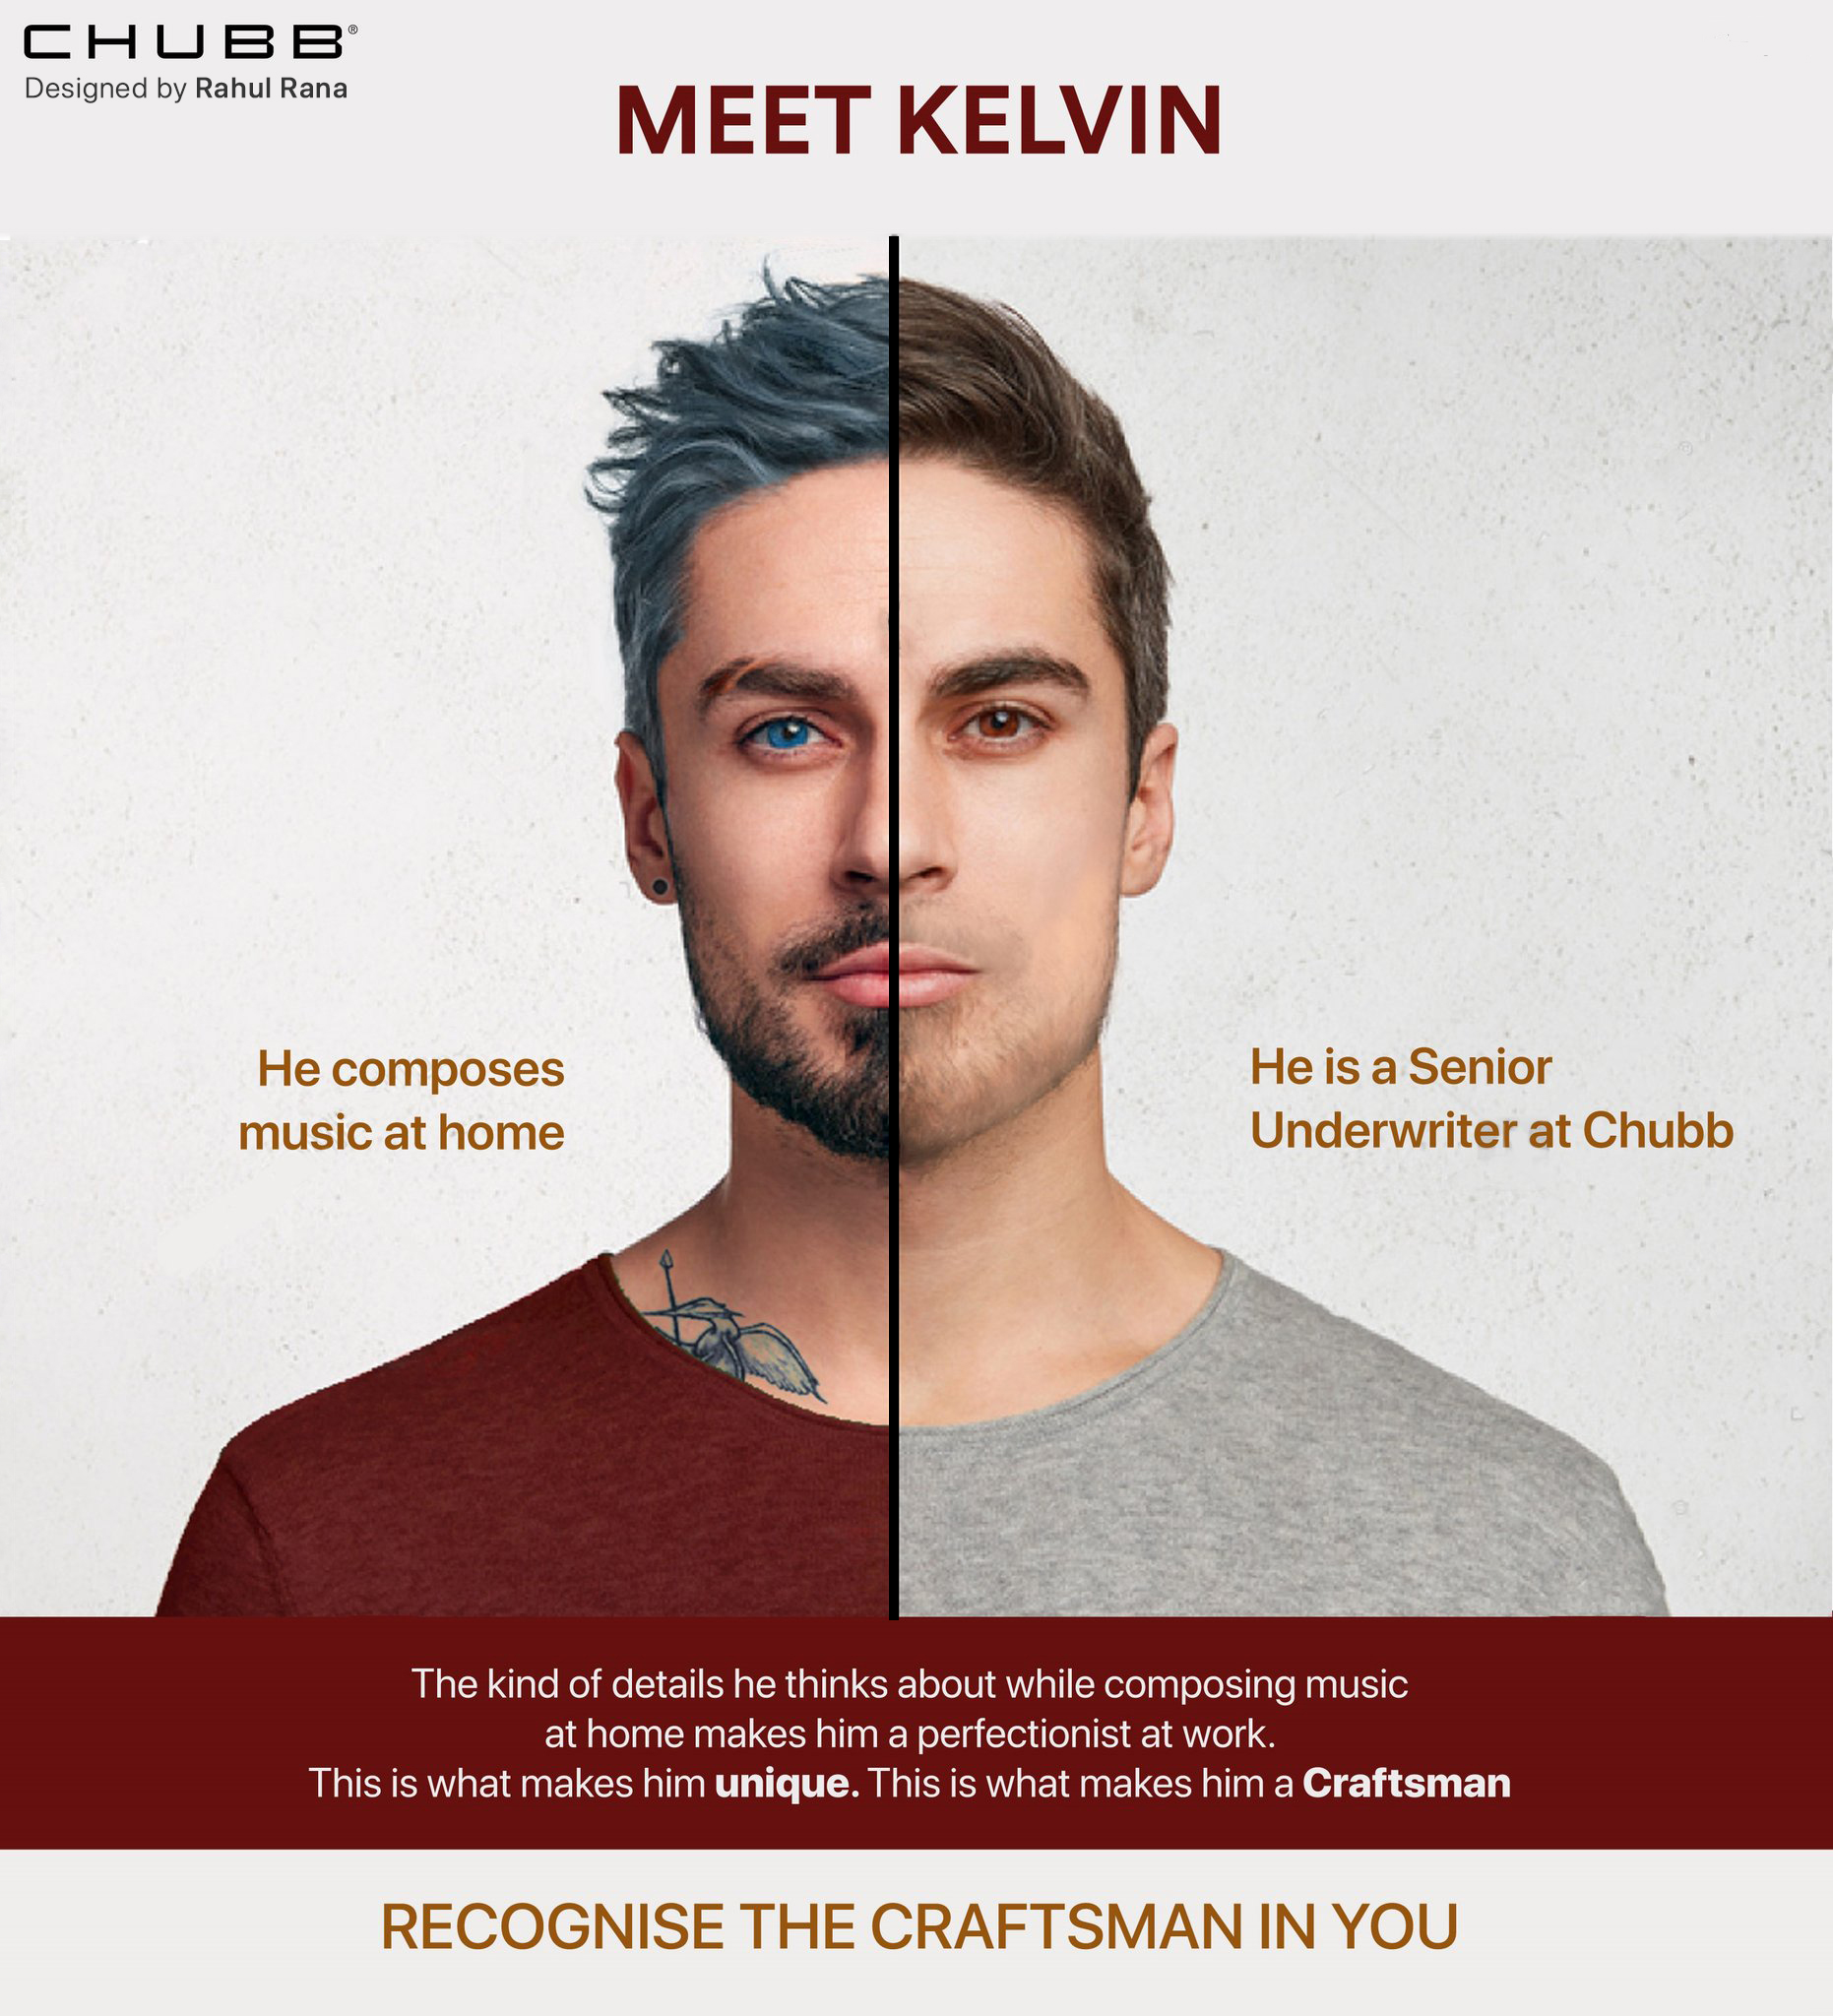 CHUBB®
Designed by Rahul Rana
MEET KELVIN
He composes
music at home
He is a Senior
Underwriter at Chubb
The kind of details he thinks about while composing music
at home makes him a perfectionist at work.
This is what makes him unique. This is what makes him a Craftsman
RECOGNISE THE CRAFTSMAN IN YOU